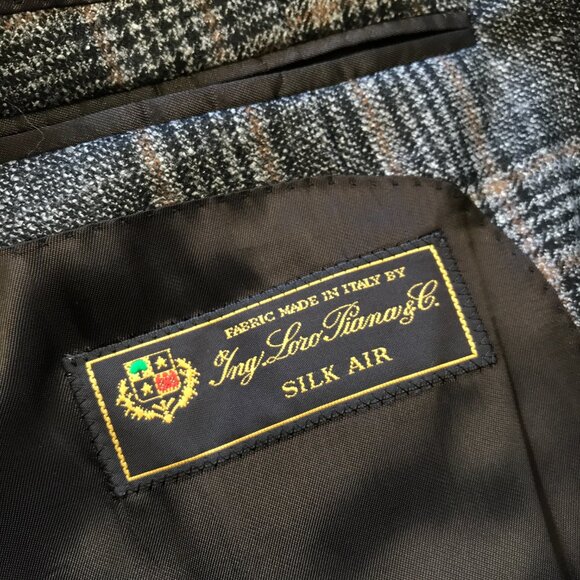 FABRIC MADE IN ITALY BY
Ing. Loro Piana & C.
SILK AIR